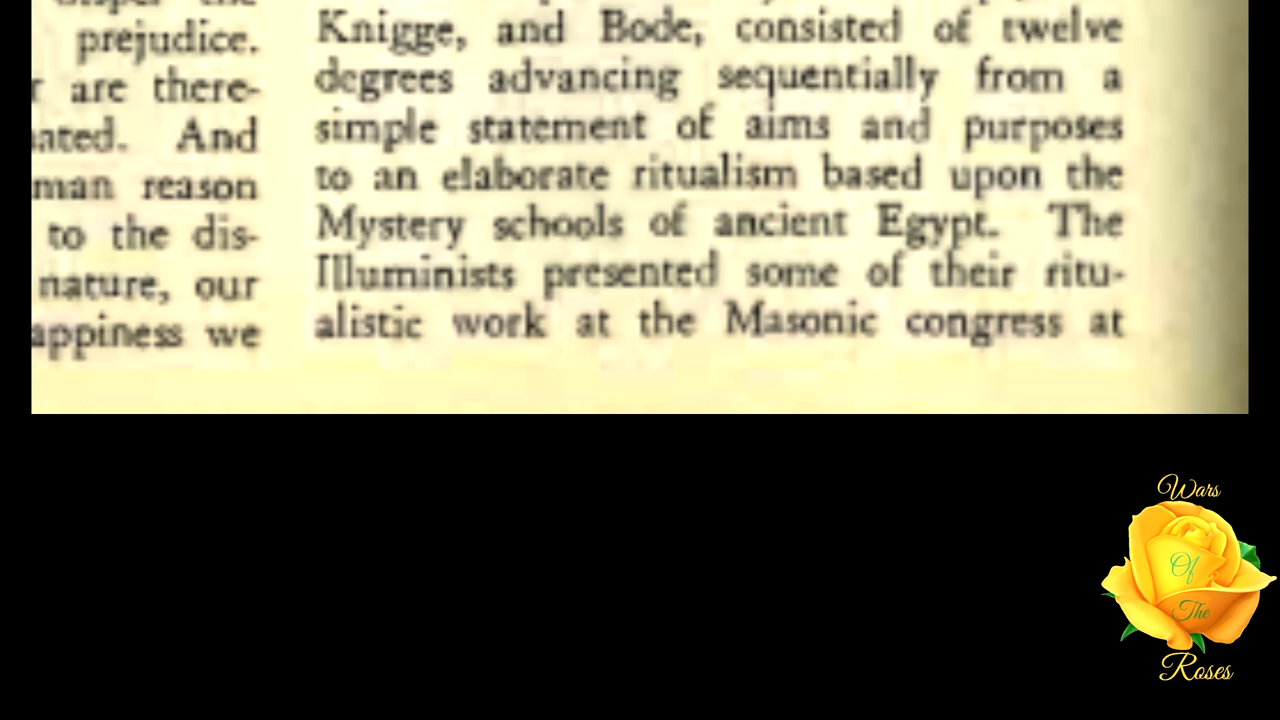 prejudice.
are there-
And
man reason
to the dis-
nature, our
appiness we
Knigge, and Bode, consisted of twelve
degrees advancing sequentially from a
simple statement of aims and purposes
to an elaborate ritualism based upon the
Mystery schools of ancient Egypt. The
Illuminists presented some of their ritu-
alistic work at the Masonic congress at
Wars
Of
The
Roses